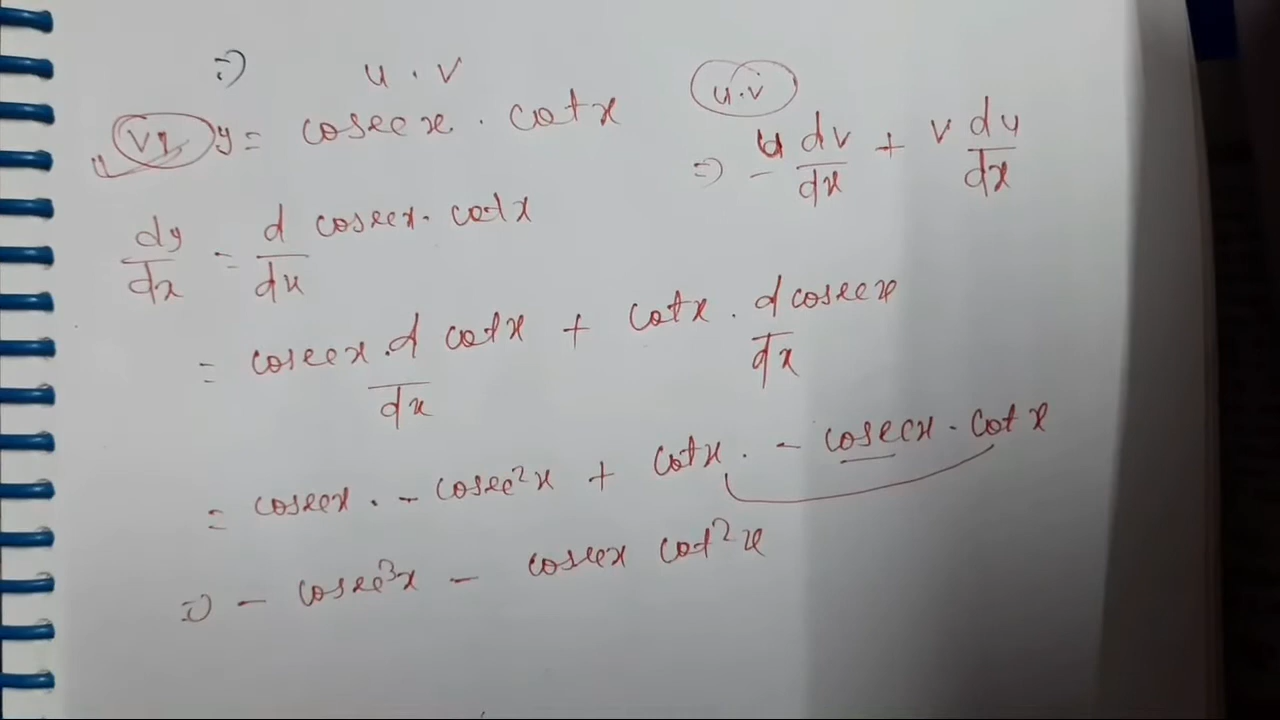 ⇒ u . v
VI y = cosecx . cotx u.v
⇒ u dv/dx + v du/dx
dy/dx = d/dx cosecx . cotx
= cosecx . d/dx cotx + cotx . d/dx cosecx
= cosecx . - cosec²x + cotx . - cosecx . cotx
⇒ - cosec³x - cosecx cot²x